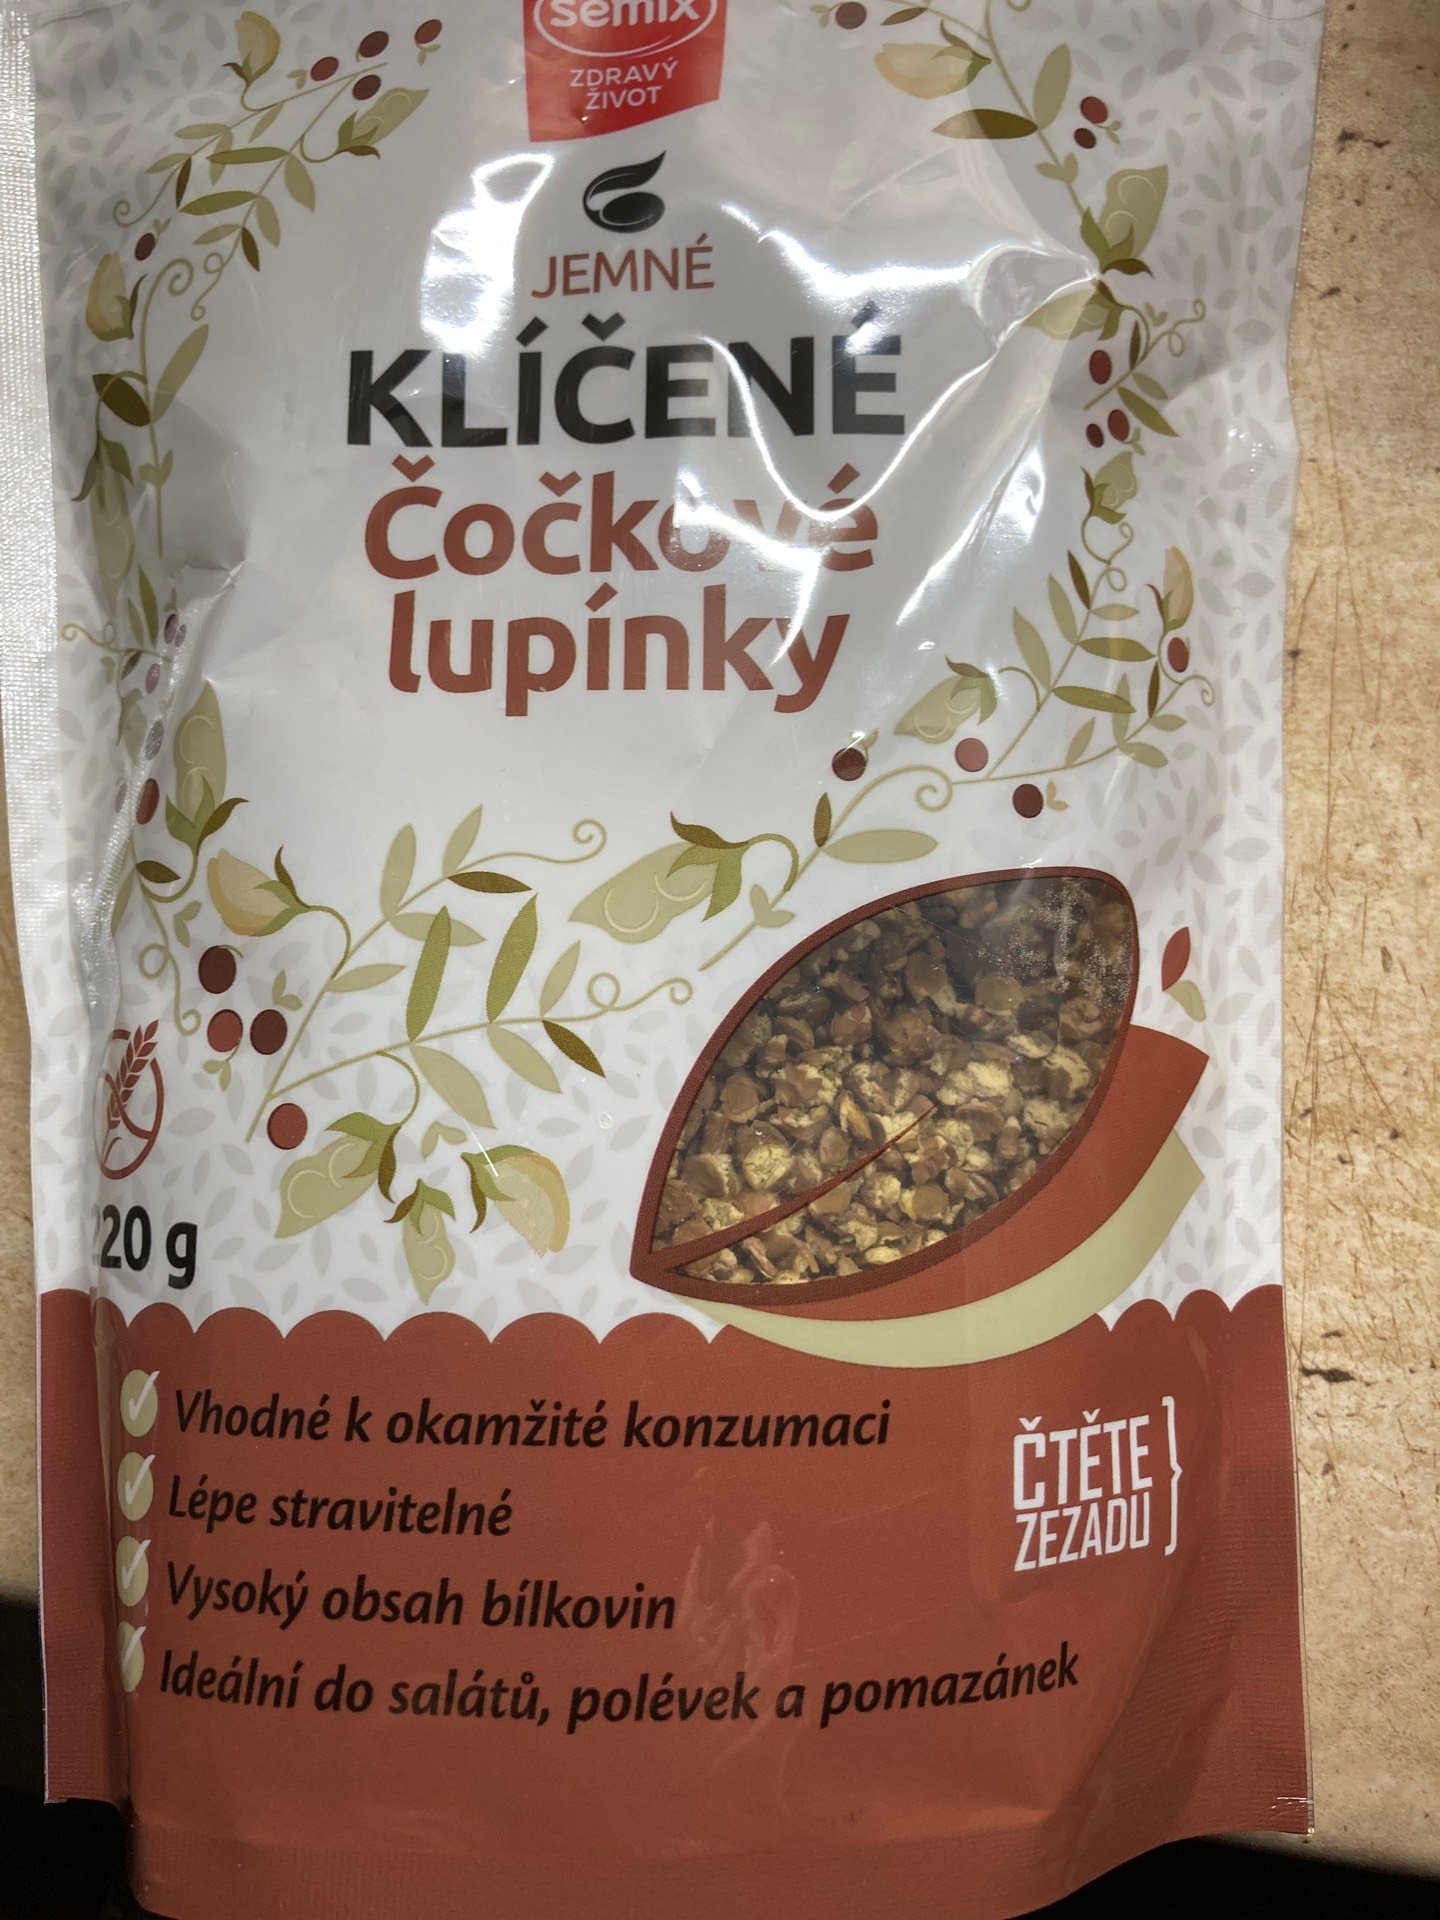 semix
ZDRAVÝ
ŽIVOT
JEMNÉ
KLÍČENÉ
Čočkové
lupínky
20 g
Vhodné k okamžité konzumaci
Lépe stravitelné
Vysoký obsah bílkovin
Ideální do salátů, polévek a pomazánek
ČTĚTE
ZEZADU